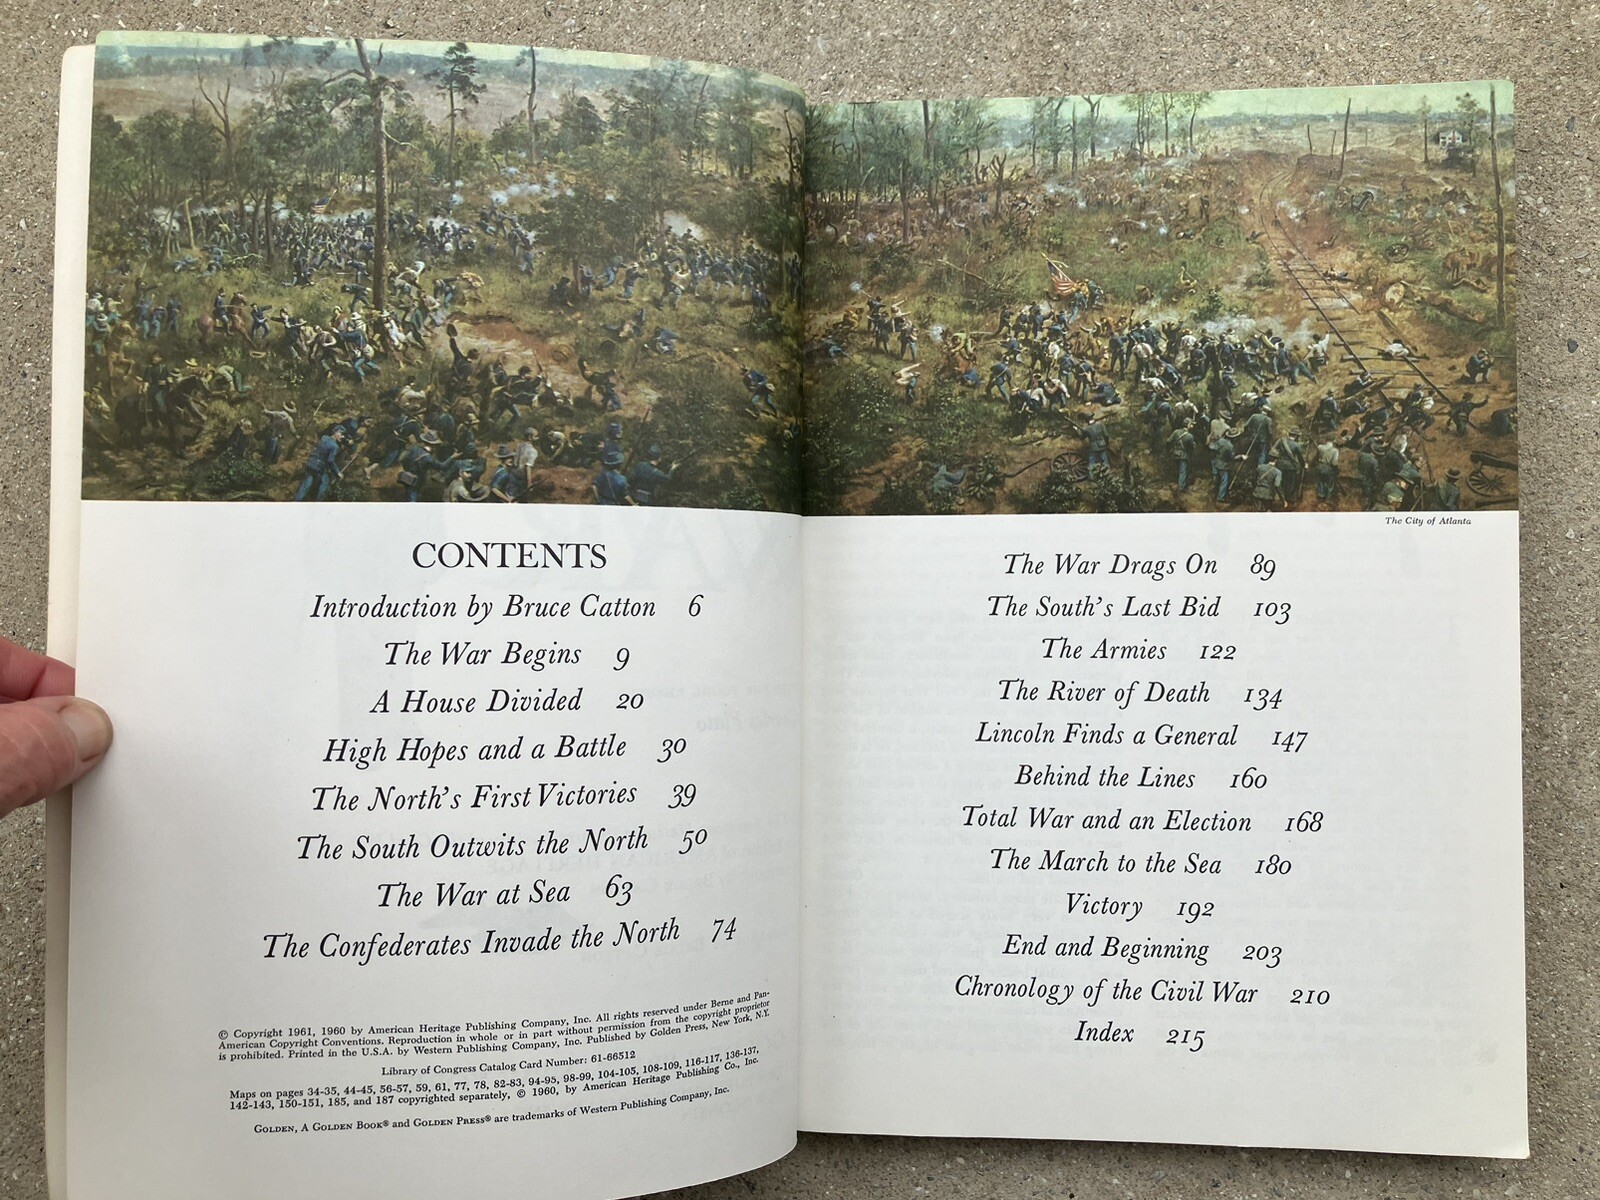 CONTENTS
Introduction by Bruce Catton 6
The War Begins 9
A House Divided 20
High Hopes and a Battle 30
The North's First Victories 39
The South Outwits the North 50
The War at Sea 63
The Confederates Invade the North 74
© Copyright 1961, 1960 by American Heritage Publishing Company, Inc. All rights reserved under Berne and Pan-
American Copyright Conventions. Reproduction in whole or in part without permission from the copyright proprietor
is prohibited. Printed in the U.S.A. by Western Publishing Company, Inc. Published by Golden Press, New York, N.Y.
Library of Congress Catalog Card Number: 61-66512
Maps on pages 34-35, 44-45, 56-57, 59, 61, 77, 78, 82-83, 94-95, 98-99, 104-105, 108-109, 116-117, 136-137,
142-143, 150-151, 185, and 187 copyrighted separately, © 1960, by American Heritage Publishing Co., Inc.
GOLDEN, A GOLDEN BOOK® and GOLDEN PRESS® are trademarks of Western Publishing Company, Inc.
The City of Atlanta
The War Drags On 89
The South's Last Bid 103
The Armies 122
The River of Death 134
Lincoln Finds a General 147
Behind the Lines 160
Total War and an Election 168
The March to the Sea 180
Victory 192
End and Beginning 203
Chronology of the Civil War 210
Index 215